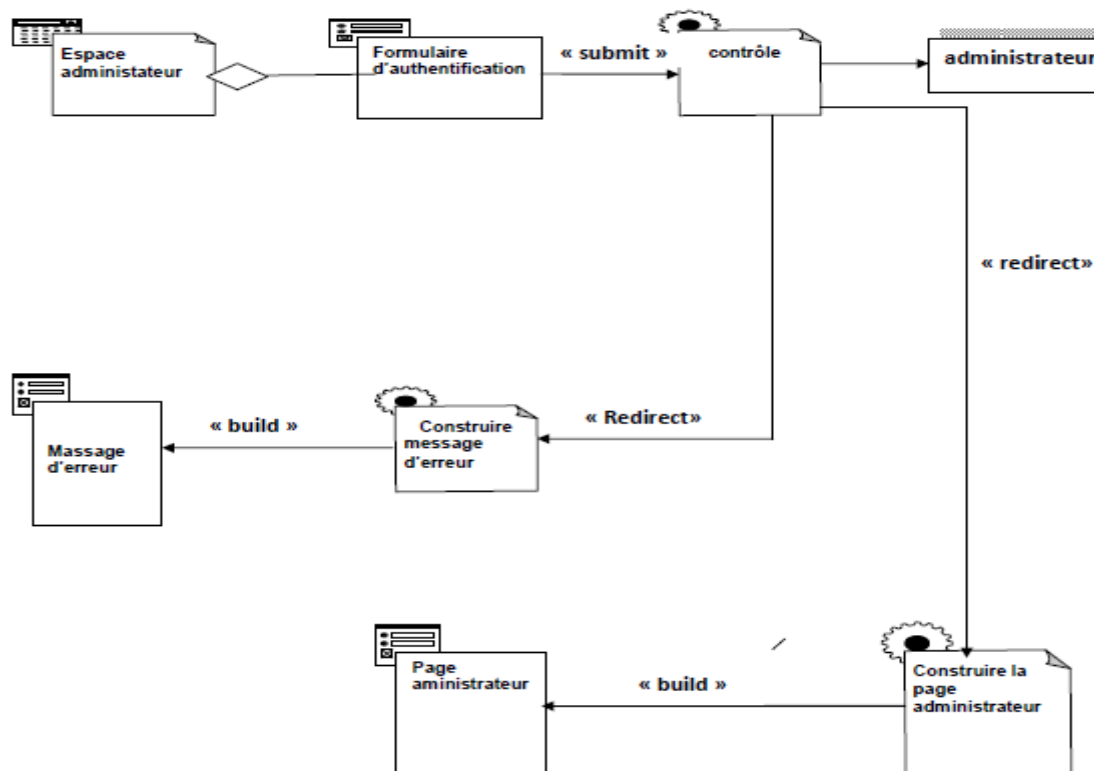 Espace
administateur
Formulaire
d'authentification
« submit »
contrôle
administrateur
« redirect»
Massage
d'erreur
« build »
Construire
message
d'erreur
« Redirect»
Page
aministrateur
« build »
Construire la
page
administrateur